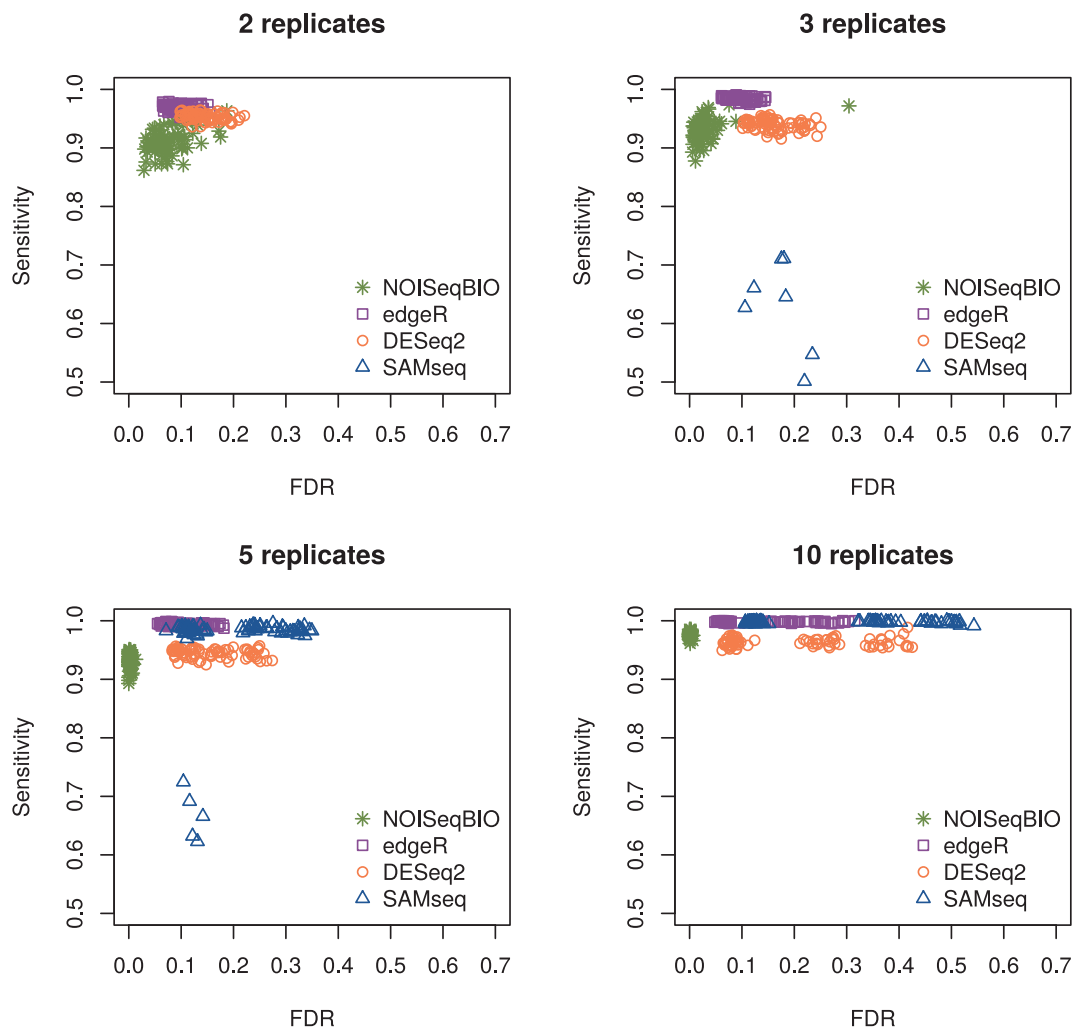 2 replicates
Sensitivity
1.0
0.9
0.8
0.7
0.6
0.5
NOISeqBIO
edgeR
DESeq2
SAMseq
0.0 0.1 0.2 0.3 0.4 0.5 0.6 0.7
FDR
3 replicates
Sensitivity
1.0
0.9
0.8
0.7
0.6
0.5
NOISeqBIO
edgeR
DESeq2
SAMseq
0.0 0.1 0.2 0.3 0.4 0.5 0.6 0.7
FDR
5 replicates
Sensitivity
1.0
0.9
0.8
0.7
0.6
0.5
NOISeqBIO
edgeR
DESeq2
SAMseq
0.0 0.1 0.2 0.3 0.4 0.5 0.6 0.7
FDR
10 replicates
Sensitivity
1.0
0.9
0.8
0.7
0.6
0.5
NOISeqBIO
edgeR
DESeq2
SAMseq
0.0 0.1 0.2 0.3 0.4 0.5 0.6 0.7
FDR